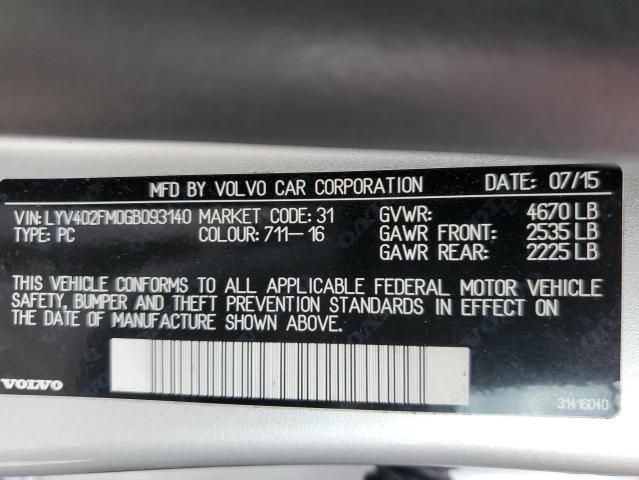 MFD BY VOLVO CAR CORPORATION DATE: 07/15
VIN: LYV402FM0GB093140 MARKET CODE: 31 GVWR: 4670 LB
TYPE: PC COLOUR: 711-16 GAWR FRONT: 2535 LB
GAWR REAR: 2225 LB
THIS VEHICLE CONFORMS TO ALL APPLICABLE FEDERAL MOTOR VEHICLE
SAFETY, BUMPER AND THEFT PREVENTION STANDARDS IN EFFECT ON
THE DATE OF MANUFACTURE SHOWN ABOVE.
VOLVO
31416040